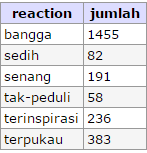 reaction jumlah
bangga 1455
sedih 82
senang 191
tak-peduli 58
terinspirasi 236
terpukau 383